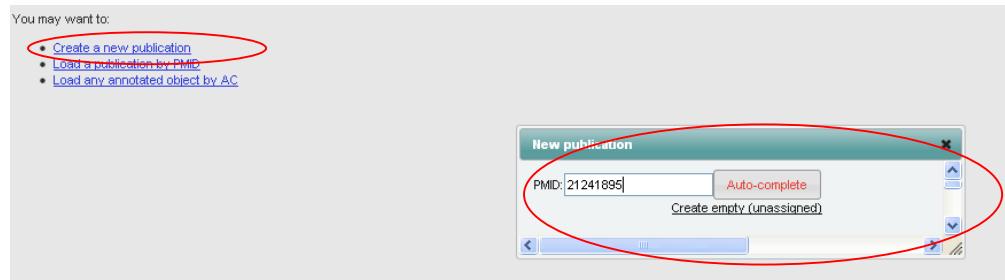 You may want to:
Create a new publication
Load a publication by PMID
Load any annotated object by AC
New publication
PMID: 21241895 Auto-complete
Create empty (unassigned)